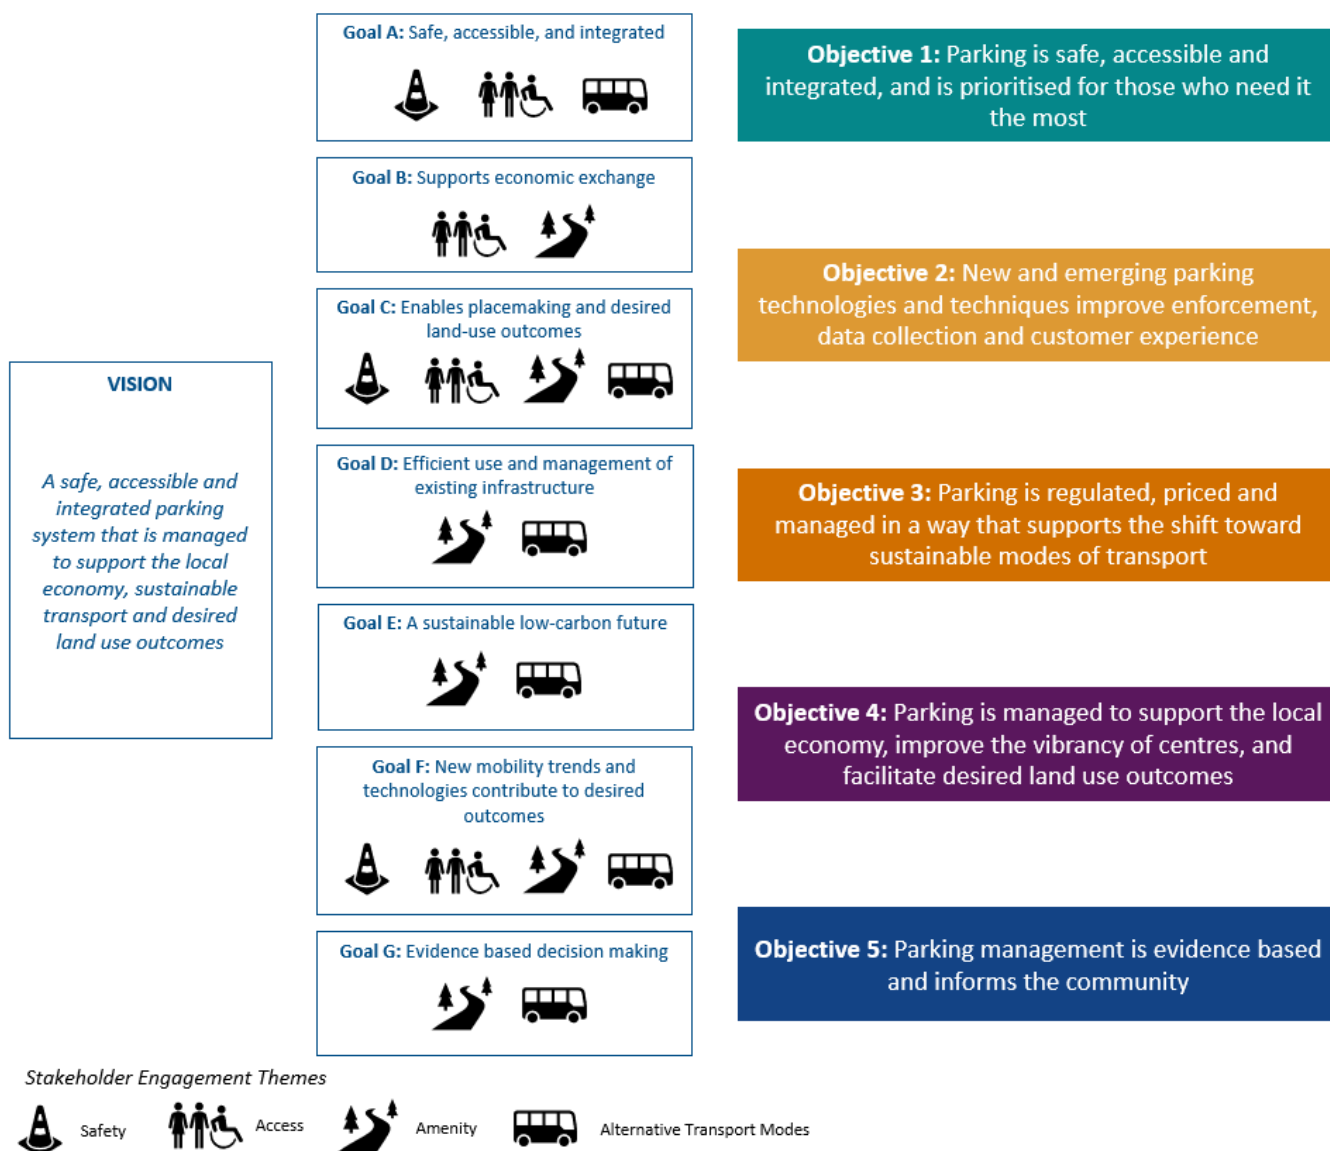 VISION
A safe, accessible and
integrated parking
system that is managed
to support the local
economy, sustainable
transport and desired
land use outcomes
Goal A: Safe, accessible, and integrated
Goal B: Supports economic exchange
Goal C: Enables placemaking and desired
land-use outcomes
Goal D: Efficient use and management of
existing infrastructure
Goal E: A sustainable low-carbon future
Goal F: New mobility trends and
technologies contribute to desired
outcomes
Goal G: Evidence based decision making
Objective 1: Parking is safe, accessible and
integrated, and is prioritised for those who need it
the most
Objective 2: New and emerging parking
technologies and techniques improve enforcement,
data collection and customer experience
Objective 3: Parking is regulated, priced and
managed in a way that supports the shift toward
sustainable modes of transport
Objective 4: Parking is managed to support the local
economy, improve the vibrancy of centres, and
facilitate desired land use outcomes
Objective 5: Parking management is evidence based
and informs the community
Stakeholder Engagement Themes
Safety
Access
Amenity
Alternative Transport Modes